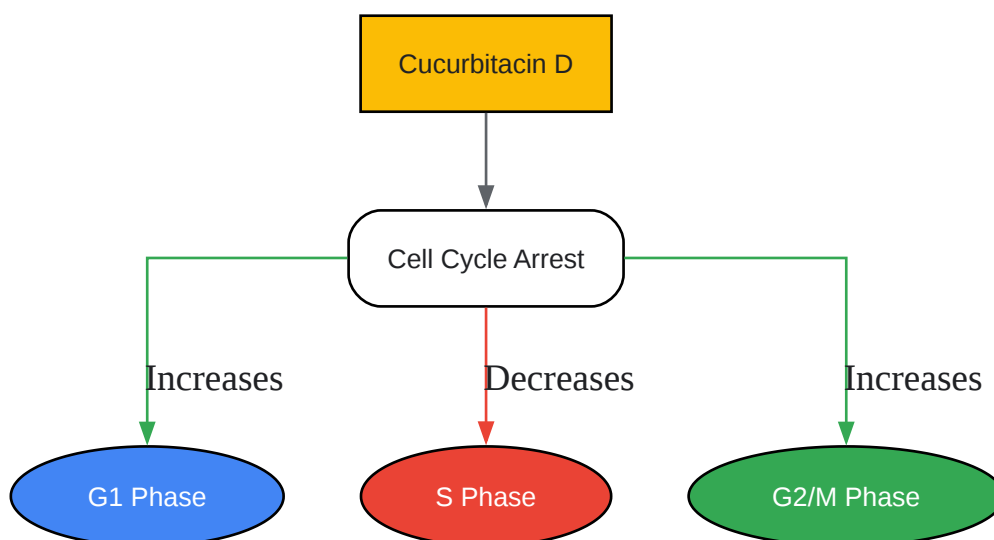 Cucurbitacin D
Cell Cycle Arrest
Increases
Decreases
Increases
G1 Phase
S Phase
G2/M Phase